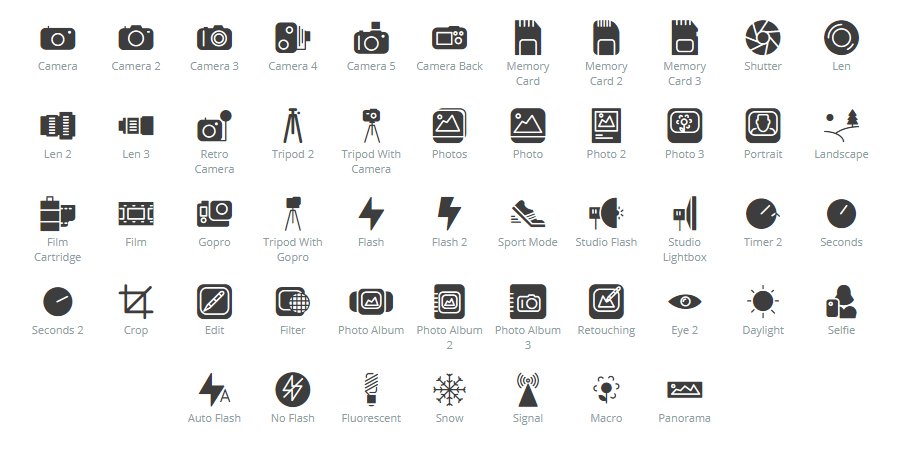 Camera
Camera 2
Camera 3
Camera 4
Camera 5
Camera Back
Memory
Card
Memory
Card 2
Memory
Card 3
Shutter
Len
Len 2
Len 3
Retro
Camera
Tripod 2
Tripod With
Camera
Photos
Photo
Photo 2
Photo 3
Portrait
Landscape
Film
Cartridge
Film
Gopro
Tripod With
Gopro
Flash
Flash 2
Sport Mode
Studio Flash
Studio
Lightbox
Timer 2
Seconds
Seconds 2
Crop
Edit
Filter
Photo Album
Photo Album
2
Photo Album
3
Retouching
Eye 2
Daylight
Selfie
A
Auto Flash
No Flash
Fluorescent
Snow
Signal
Macro
Panorama